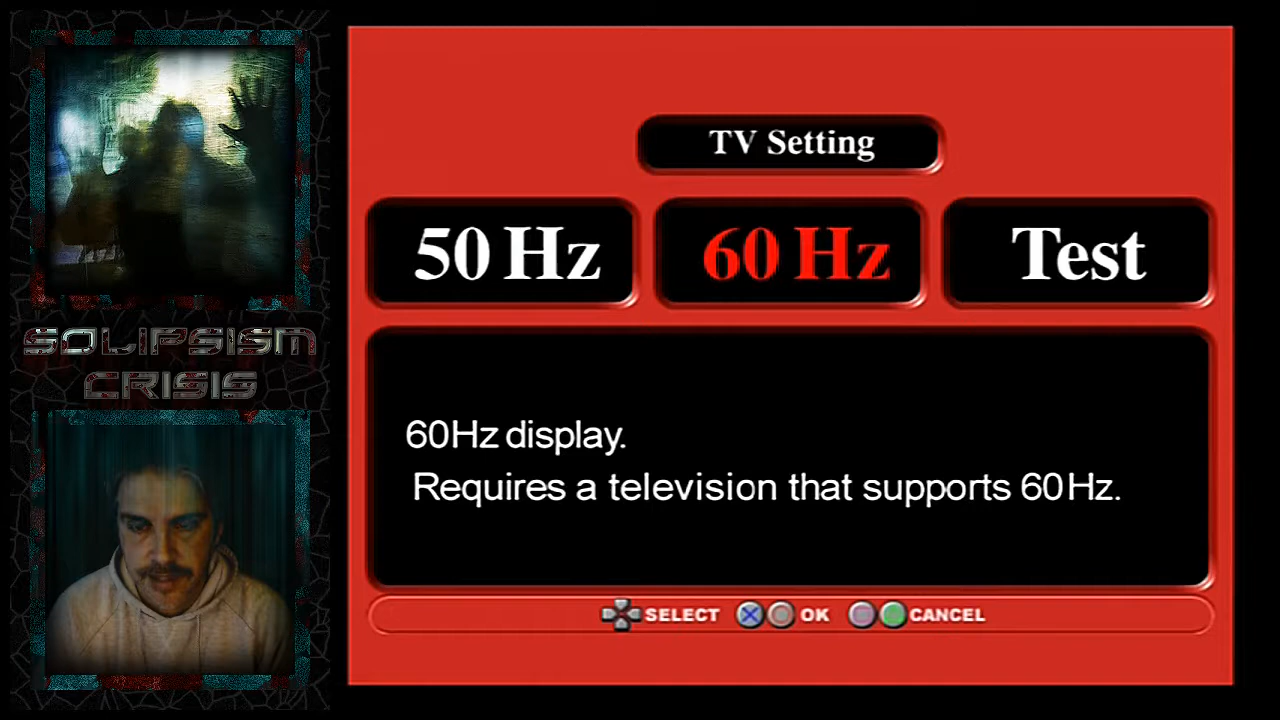 SOLIPSISM
CRISIS
TV Setting
50 Hz
60 Hz
Test
60Hz display.
Requires a television that supports 60Hz.
SELECT OK CANCEL